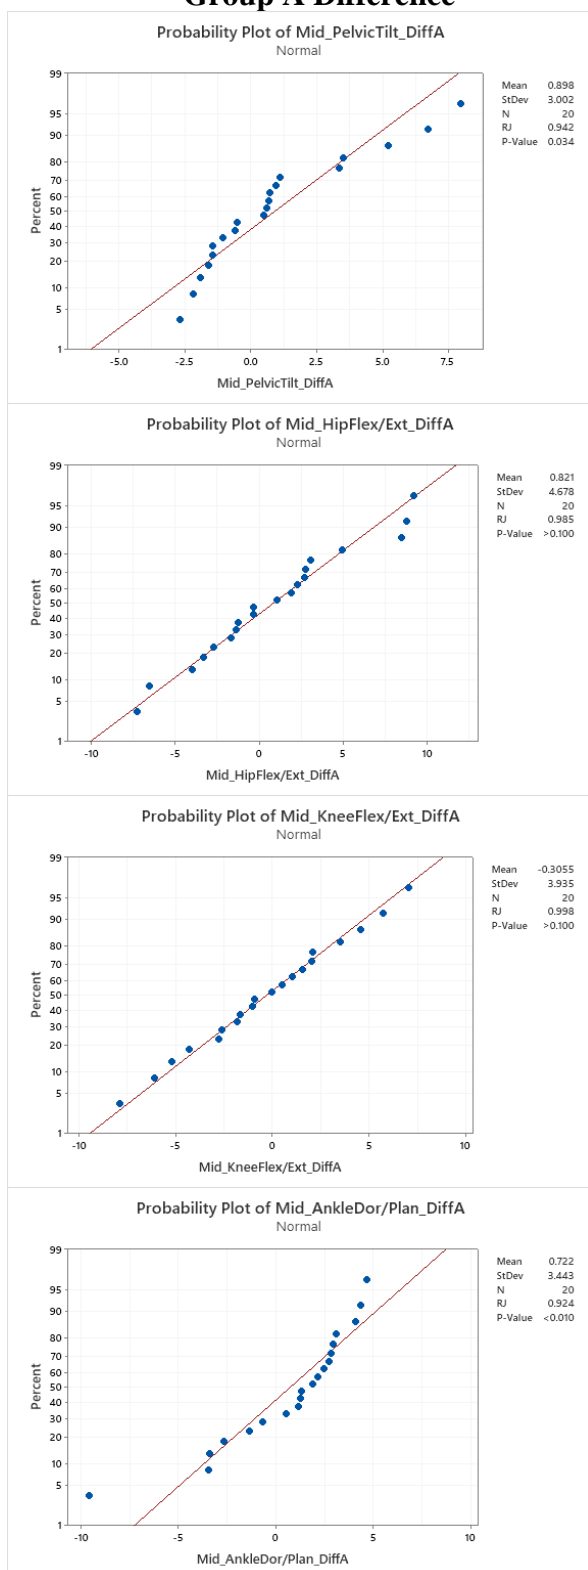 Group A Difference
Probability Plot of Mid_PelvicTilt_DiffA
Normal
Mean 0.898
StDev 3.002
N 20
RJ 0.942
P-Value 0.034
99
95
90
80
70
60
50
40
30
20
10
5
1
Percent
-5.0 -2.5 0.0 2.5 5.0 7.5
Mid_PelvicTilt_DiffA
Probability Plot of Mid_HipFlex/Ext_DiffA
Normal
Mean 0.821
StDev 4.678
N 20
RJ 0.985
P-Value >0.100
99
95
90
80
70
60
50
40
30
20
10
5
1
Percent
-10 -5 0 5 10
Mid_HipFlex/Ext_DiffA
Probability Plot of Mid_KneeFlex/Ext_DiffA
Normal
Mean -0.3055
StDev 3.935
N 20
RJ 0.998
P-Value >0.100
99
95
90
80
70
60
50
40
30
20
10
5
1
Percent
-10 -5 0 5 10
Mid_KneeFlex/Ext_DiffA
Probability Plot of Mid_AnkleDor/Plan_DiffA
Normal
Mean 0.722
StDev 3.443
N 20
RJ 0.924
P-Value <0.010
99
95
90
80
70
60
50
40
30
20
10
5
1
Percent
-10 -5 0 5 10
Mid_AnkleDor/Plan_DiffA